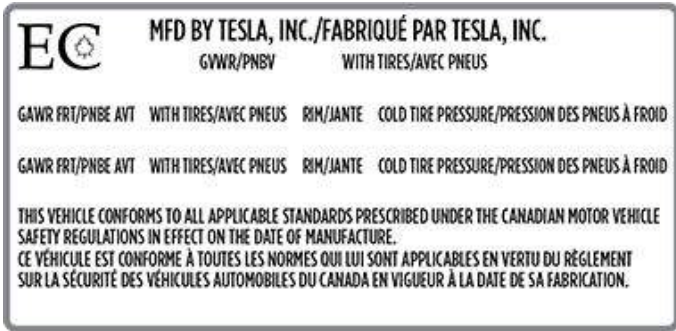 EC
MFD BY TESLA, INC./FABRIQUÉ PAR TESLA, INC.
GVWR/PNBV WITH TIRES/AVEC PNEUS
GAWR FRT/PNBE AVT WITH TIRES/AVEC PNEUS RIM/JANTE COLD TIRE PRESSURE/PRESSION DES PNEUS À FROID
GAWR FRT/PNBE AVT WITH TIRES/AVEC PNEUS RIM/JANTE COLD TIRE PRESSURE/PRESSION DES PNEUS À FROID
THIS VEHICLE CONFORMS TO ALL APPLICABLE STANDARDS PRESCRIBED UNDER THE CANADIAN MOTOR VEHICLE
SAFETY REGULATIONS IN EFFECT ON THE DATE OF MANUFACTURE.
CE VÉHICULE EST CONFORME À TOUTES LES NORMES QUI LUI SONT APPLICABLES EN VERTU DU RÈGLEMENT
SUR LA SÉCURITÉ DES VÉHICULES AUTOMOBILES DU CANADA EN VIGUEUR À LA DATE DE SA FABRICATION.